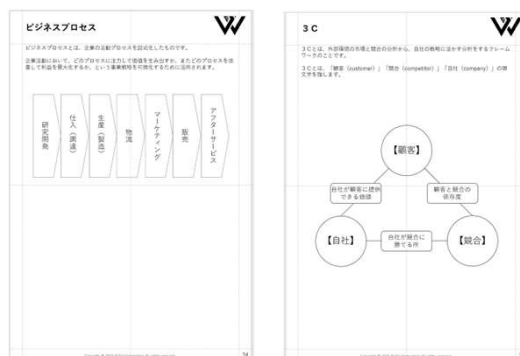 ビジネスプロセス
ビジネスプロセスとは、企業の活動プロセスを図式化したものです。
企業活動において、どのプロセスに注力して価値を生み出すか、またどのプロセスを改
善して利益を最大化するか、という事業戦略を可視化するために活用されます。
研究開発
仕入（調達）
生産（製造）
物流
マーケティング
販売
アフターサービス
34
3C
3Cとは、外部環境の市場と競合の分析から、自社の戦略に活かす分析をするフレーム
ワークのことです。
3Cとは、「顧客（customer）」「競合（competitor）」「自社（company）」の頭
文字を指します。
【顧客】
自社が顧客に提供
できる価値
顧客と競合の
依存度
【自社】
自社が競合に
勝てる所
【競合】